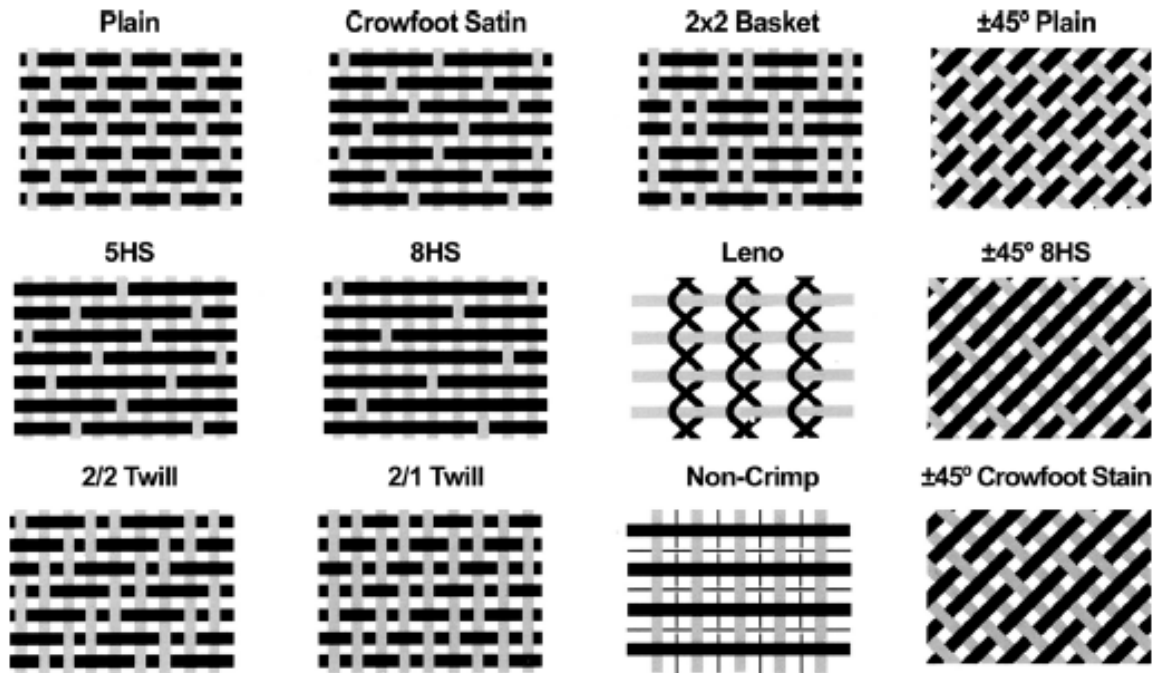 Plain
Crowfoot Satin
2x2 Basket
±45º Plain
5HS
8HS
Leno
±45º 8HS
2/2 Twill
2/1 Twill
Non-Crimp
±45º Crowfoot Stain